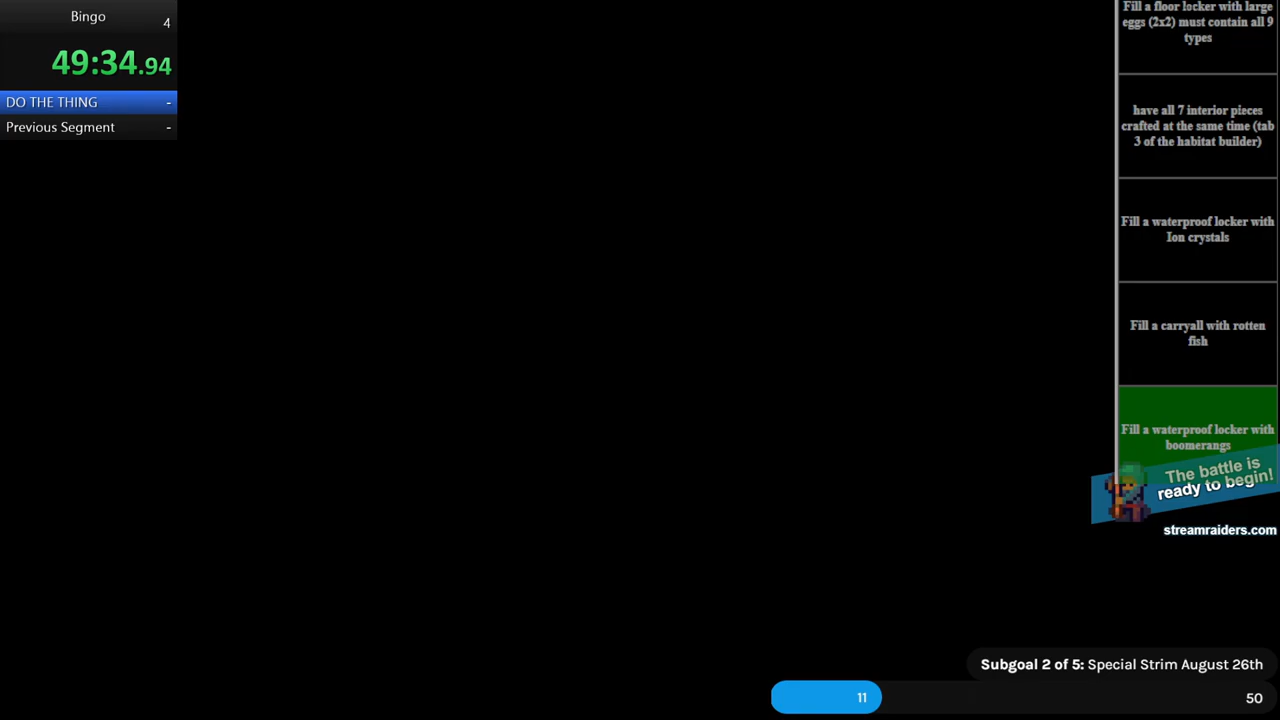 Bingo
4
49:34.94
DO THE THING -
Previous Segment -
Fill a floor locker with large
eggs (2x2) must contain all 9
types
have all 7 interior pieces
crafted at the same time (tab
3 of the habitat builder)
Fill a waterproof locker with
Ion crystals
Fill a carryall with rotten
fish
Fill a waterproof locker with
boomerangs
The battle is
ready to begin!
streamraiders.com
Subgoal 2 of 5: Special Strim August 26th
11
50